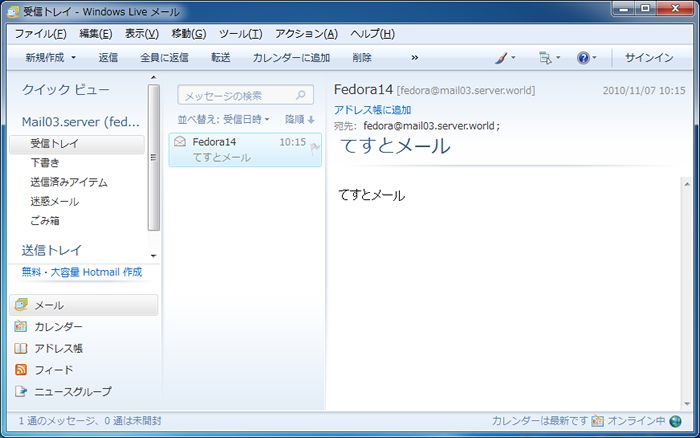 受信トレイ - Windows Live メール
ファイル(F) 編集(E) 表示(V) 移動(G) ツール(T) アクション(A) ヘルプ(H)
新規作成 返信 全員に返信 転送 カレンダーに追加 削除 » サインイン
クイック ビュー
Mail03.server (fed...
受信トレイ
下書き
送信済みアイテム
迷惑メール
ごみ箱
送信トレイ
無料・大容量 Hotmail 作成
メール
カレンダー
アドレス帳
フィード
ニュースグループ
メッセージの検索
並べ替え: 受信日時 降順
Fedora14 10:15
てすとメール
Fedora14 [fedora@mail03.server.world] 2010/11/07 10:15
アドレス帳に追加
宛先: fedora@mail03.server.world ;
てすとメール
てすとメール
1 通のメッセージ、0 通は未開封 カレンダーは最新です オンライン中